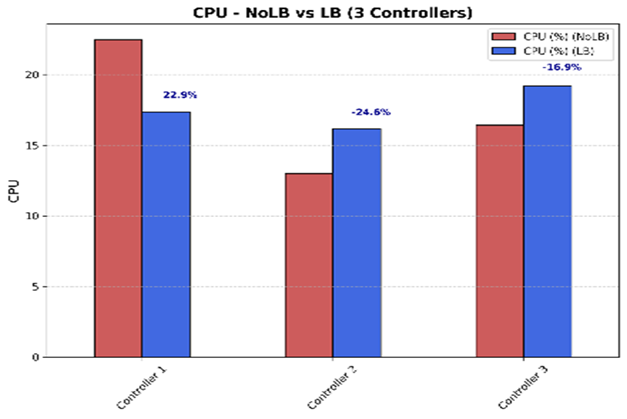 CPU - NoLB vs LB (3 Controllers)
CPU (%) (NoLB)
CPU (%) (LB)
-16.9%
22.9%
-24.6%
20
15
10
5
0
CPU
Controller 1
Controller 2
Controller 3